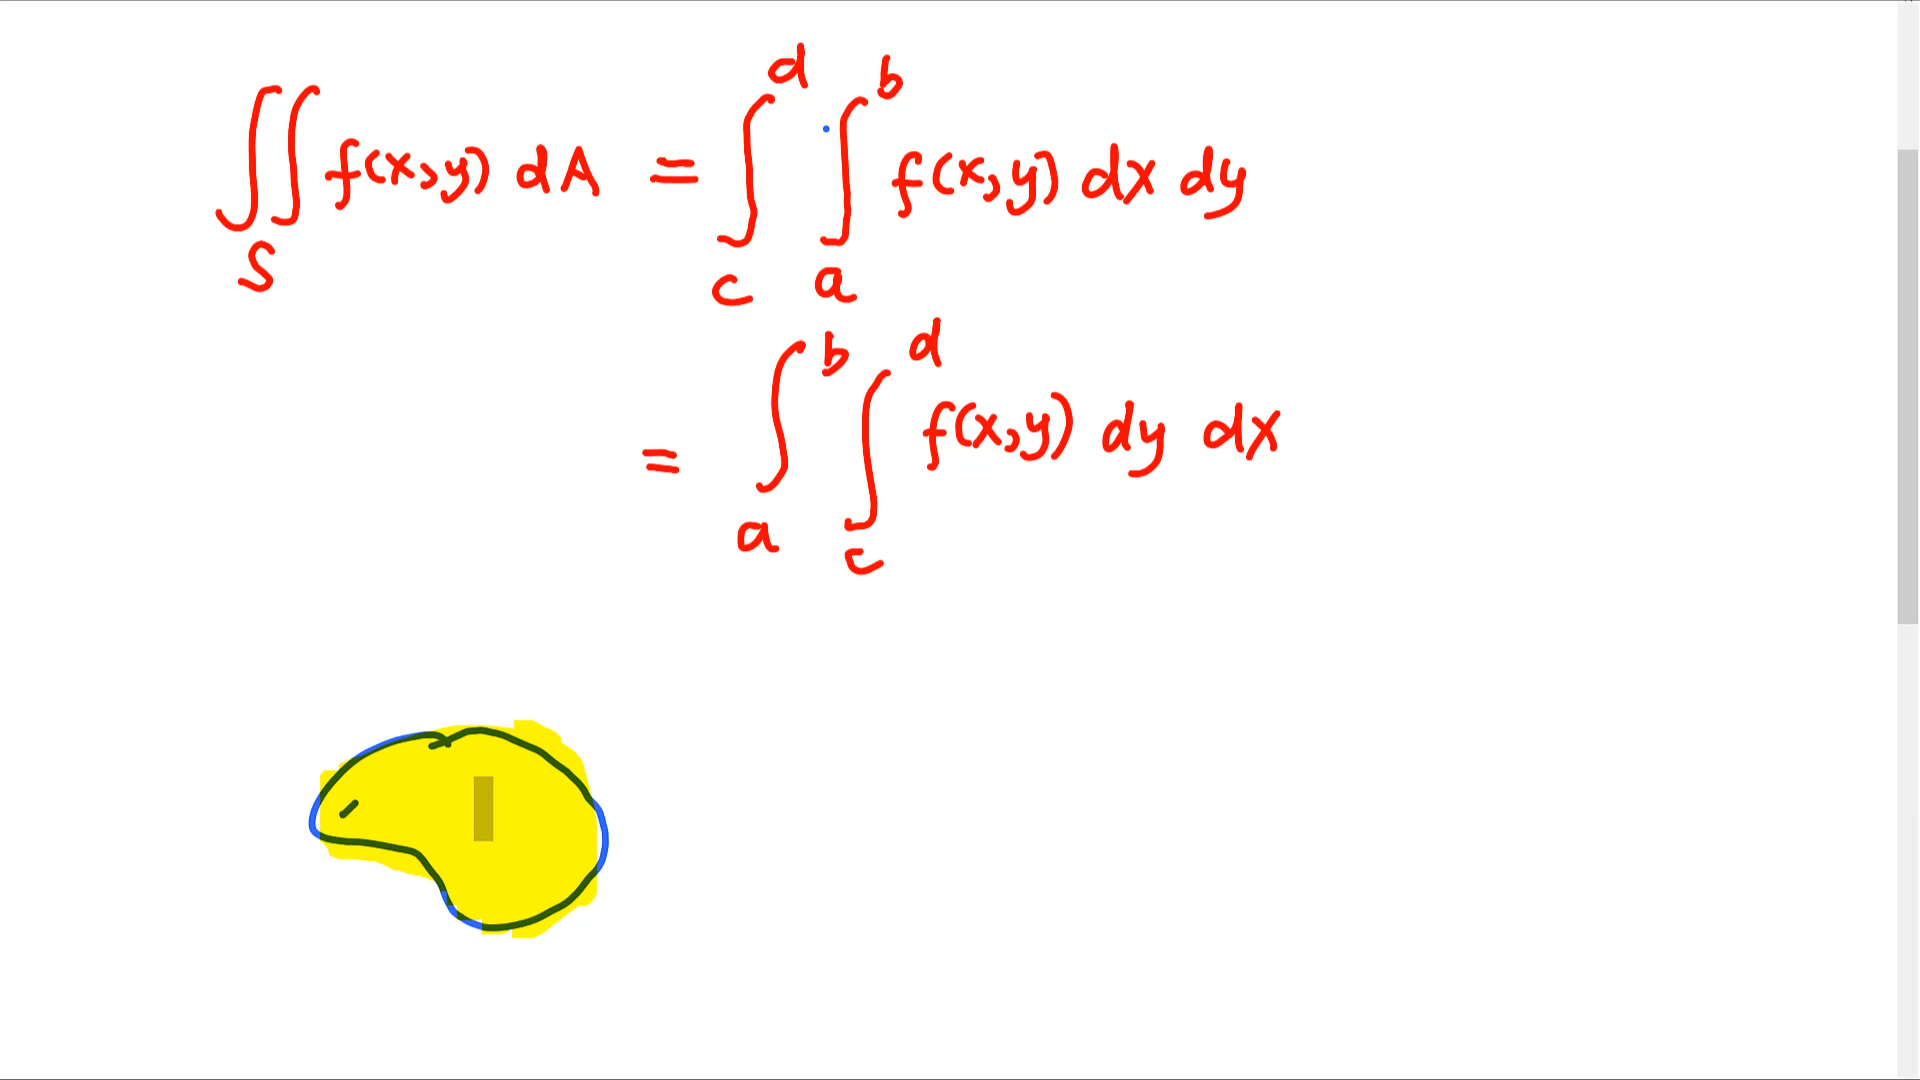 ∬_S f(x,y) dA = ∫_c^d ∫_a^b f(x,y) dx dy
= ∫_a^b ∫_c^d f(x,y) dy dx